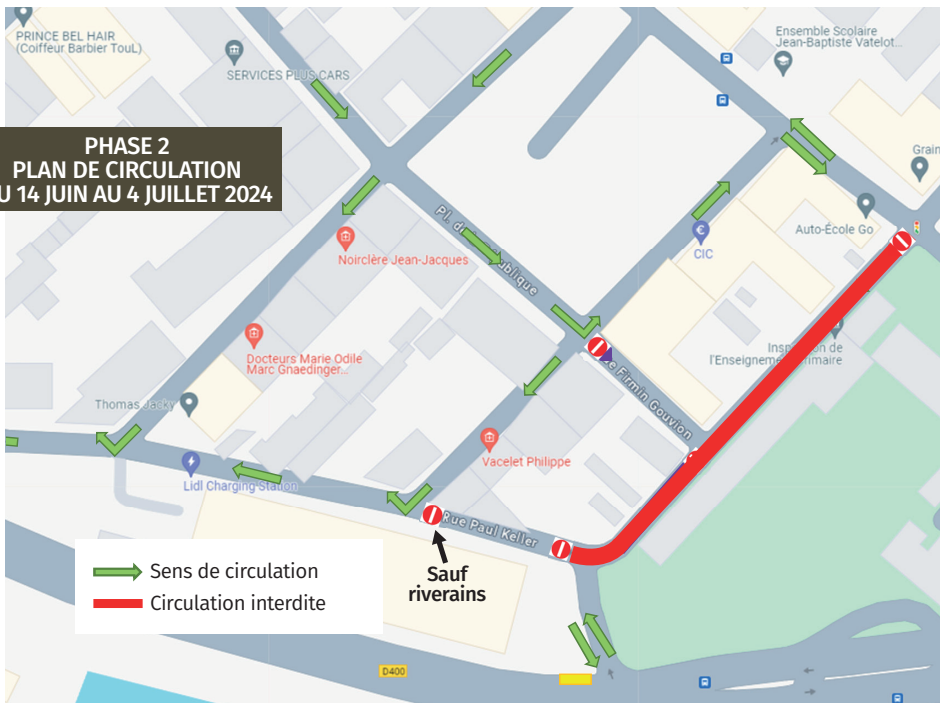 PRINCE BEL HAIR
(Coiffeur Barbier TouL)
SERVICES PLUS CARS
Ensemble Scolaire
Jean-Baptiste Vatelot...
PHASE 2
PLAN DE CIRCULATION
U 14 JUIN AU 4 JUILLET 2024
Grain
Auto-École Go
Pl. de
ublique
€
CIC
Noirclère Jean-Jacques
Docteurs Marie Odile
Marc Gnaedinger...
Firmin Gouvion
l'Enseigneme
imaire
Thomas Jacky
Vacelet Philippe
Lidl Charging Station
Rue Paul Keller
Sauf
riverains
Sens de circulation
Circulation interdite
D400